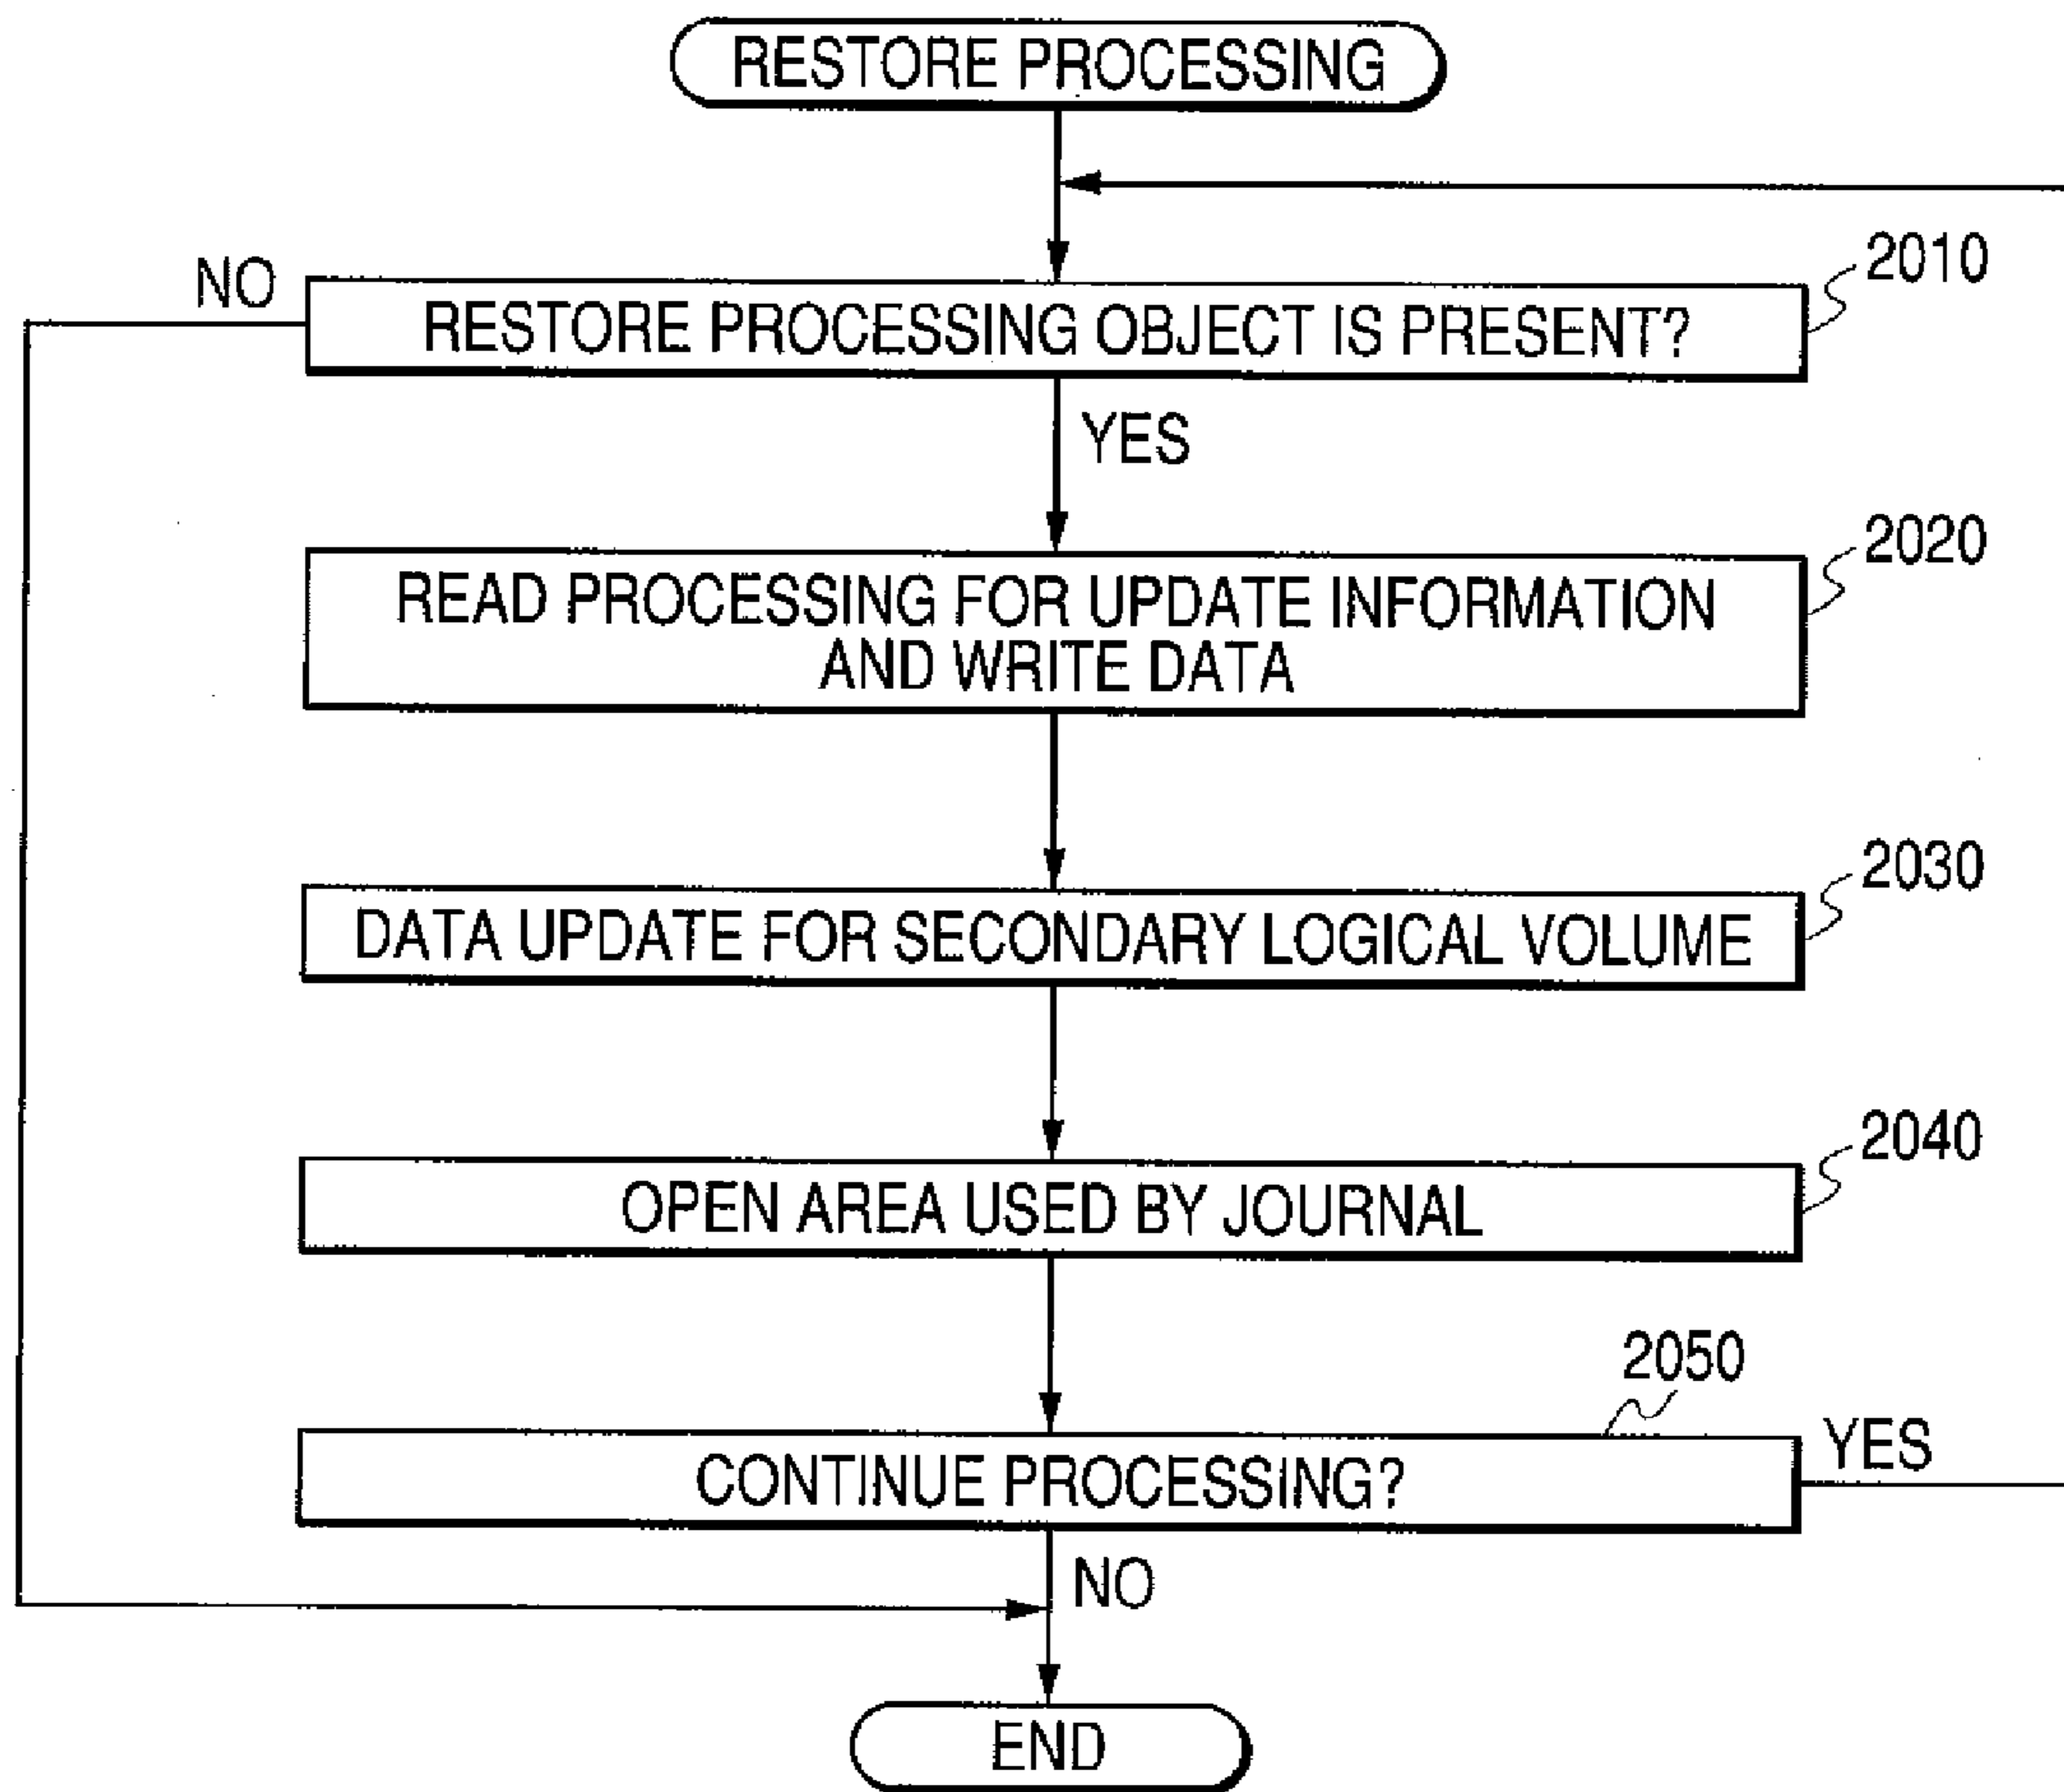 RESTORE PROCESSING
2010
NO
RESTORE PROCESSING OBJECT IS PRESENT?
YES
2020
READ PROCESSING FOR UPDATE INFORMATION
AND WRITE DATA
2030
DATA UPDATE FOR SECONDARY LOGICAL VOLUME
2040
OPEN AREA USED BY JOURNAL
2050
CONTINUE PROCESSING?
YES
NO
END